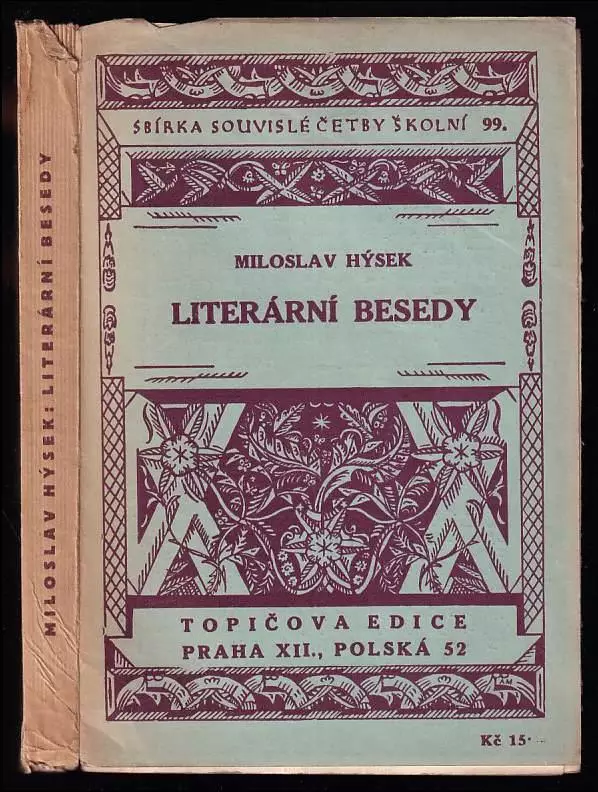 MILOSLAV HÝSEK: LITERÁRNÍ BESEDY
SBÍRKA SOUVISLÉ ČETBY ŠKOLNÍ 99.
MILOSLAV HÝSEK
LITERÁRNÍ BESEDY
TOPIČOVA EDICE
PRAHA XII., POLSKÁ 52
Kč 15·—